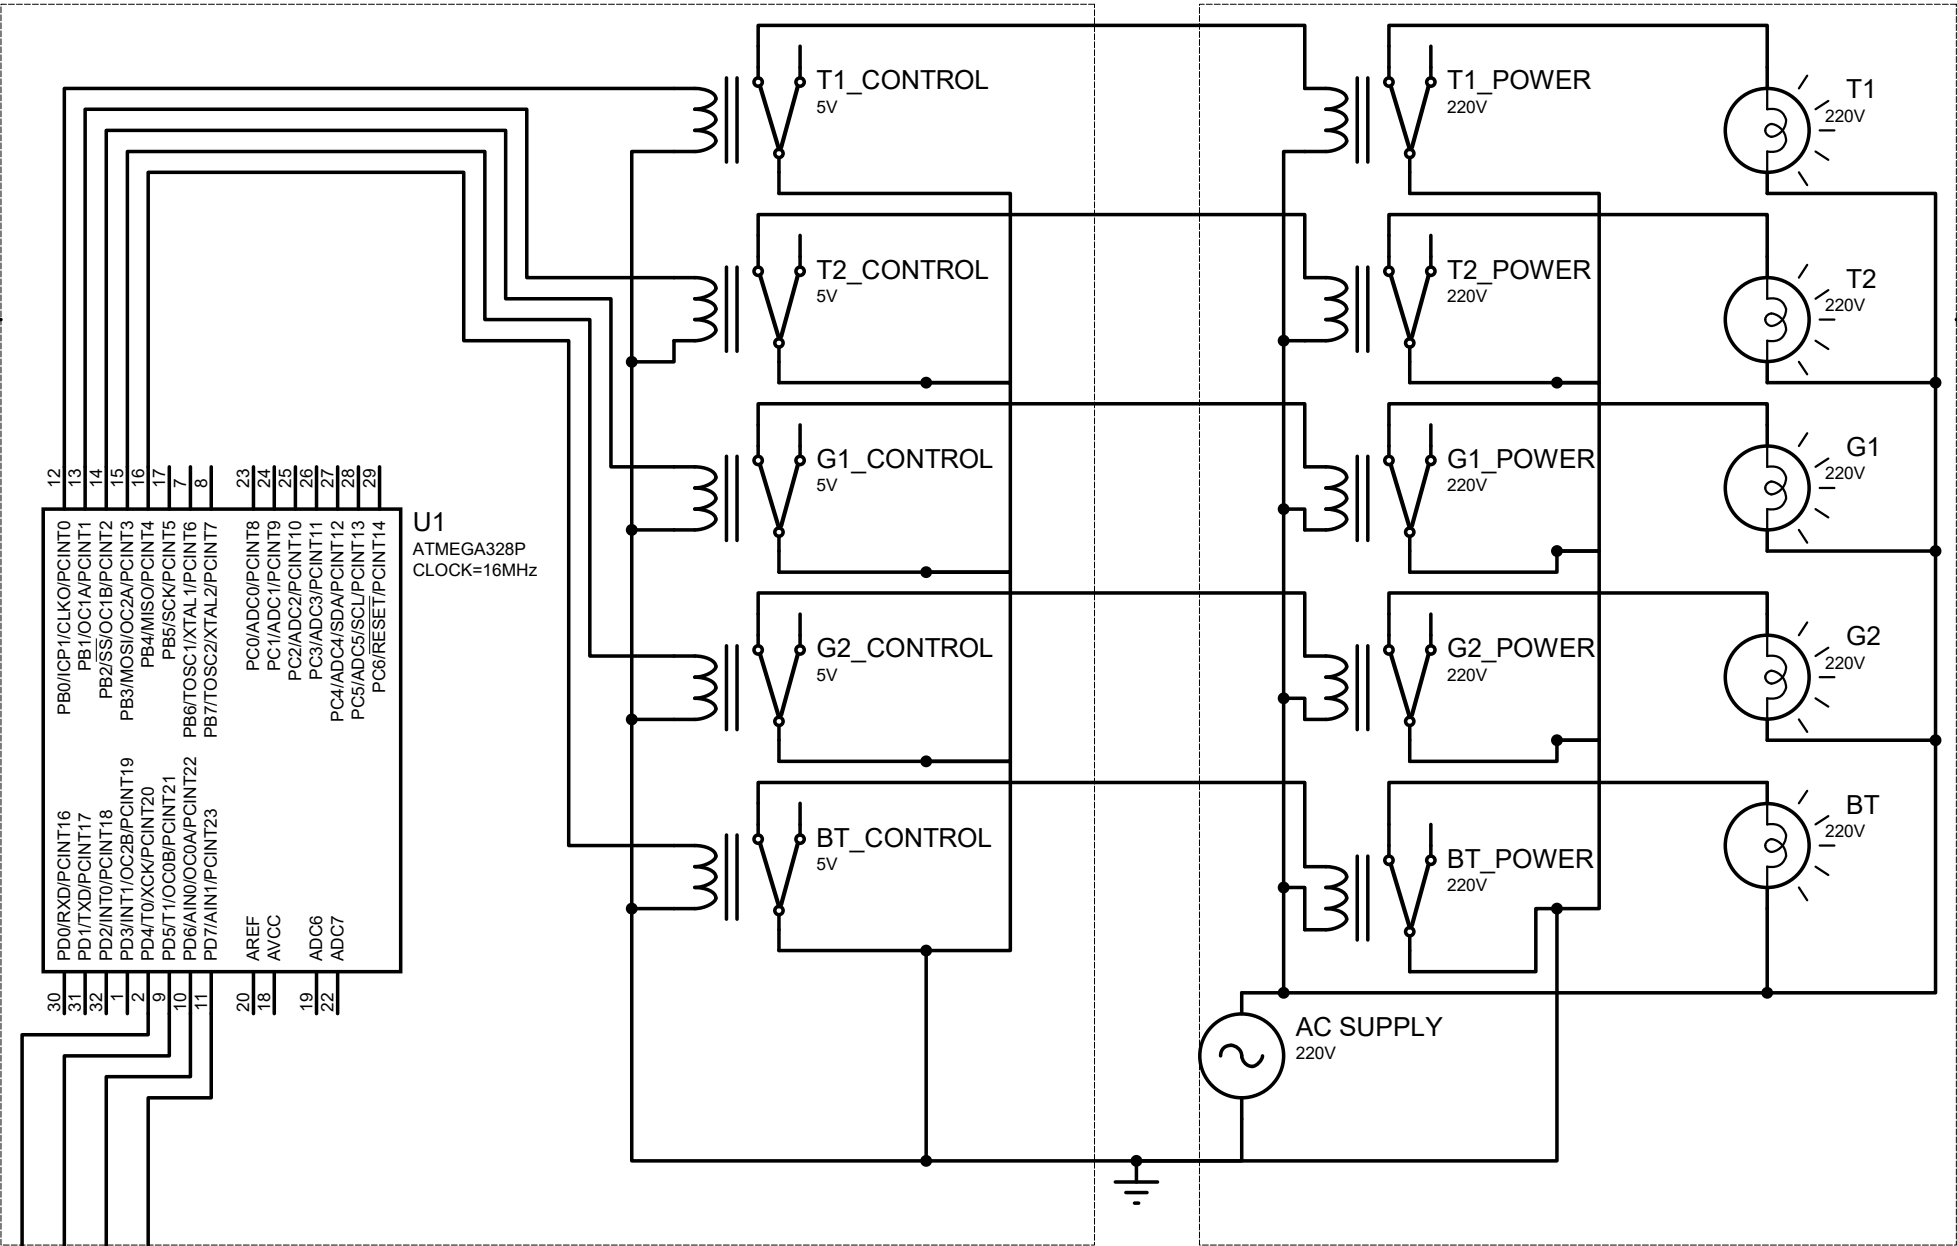 T1_CONTROL
5V
T1_POWER
220V
T1
220V
T2_CONTROL
5V
T2_POWER
220V
T2
220V
G1_CONTROL
5V
G1_POWER
220V
G1
220V
12
13
14
15
16
17
7
8
23
24
25
26
27
28
29
U1
ATMEGA328P
CLOCK=16MHz
PB0/ICP1/CLKO/PCINT0
PB1/OC1A/PCINT1
PB2/SS/OC1B/PCINT2
PB3/MOSI/OC2A/PCINT3
PB4/MISO/PCINT4
PB5/SCK/PCINT5
PB6/TOSC1/XTAL1/PCINT6
PB7/TOSC2/XTAL2/PCINT7
PC0/ADC0/PCINT8
PC1/ADC1/PCINT9
PC2/ADC2/PCINT10
PC3/ADC3/PCINT11
PC4/ADC4/SDA/PCINT12
PC5/ADC5/SCL/PCINT13
PC6/RESET/PCINT14
G2_CONTROL
5V
G2_POWER
220V
G2
220V
PD0/RXD/PCINT16
PD1/TXD/PCINT17
PD2/INT0/PCINT18
PD3/INT1/OC2B/PCINT19
PD4/T0/XCK/PCINT20
PD5/T1/OC0B/PCINT21
PD6/AIN0/OC0A/PCINT22
PD7/AIN1/PCINT23
AREF
AVCC
ADC6
ADC7
BT_CONTROL
5V
BT_POWER
220V
BT
220V
30
31
32
1
2
9
10
11
20
18
19
22
AC SUPPLY
220V